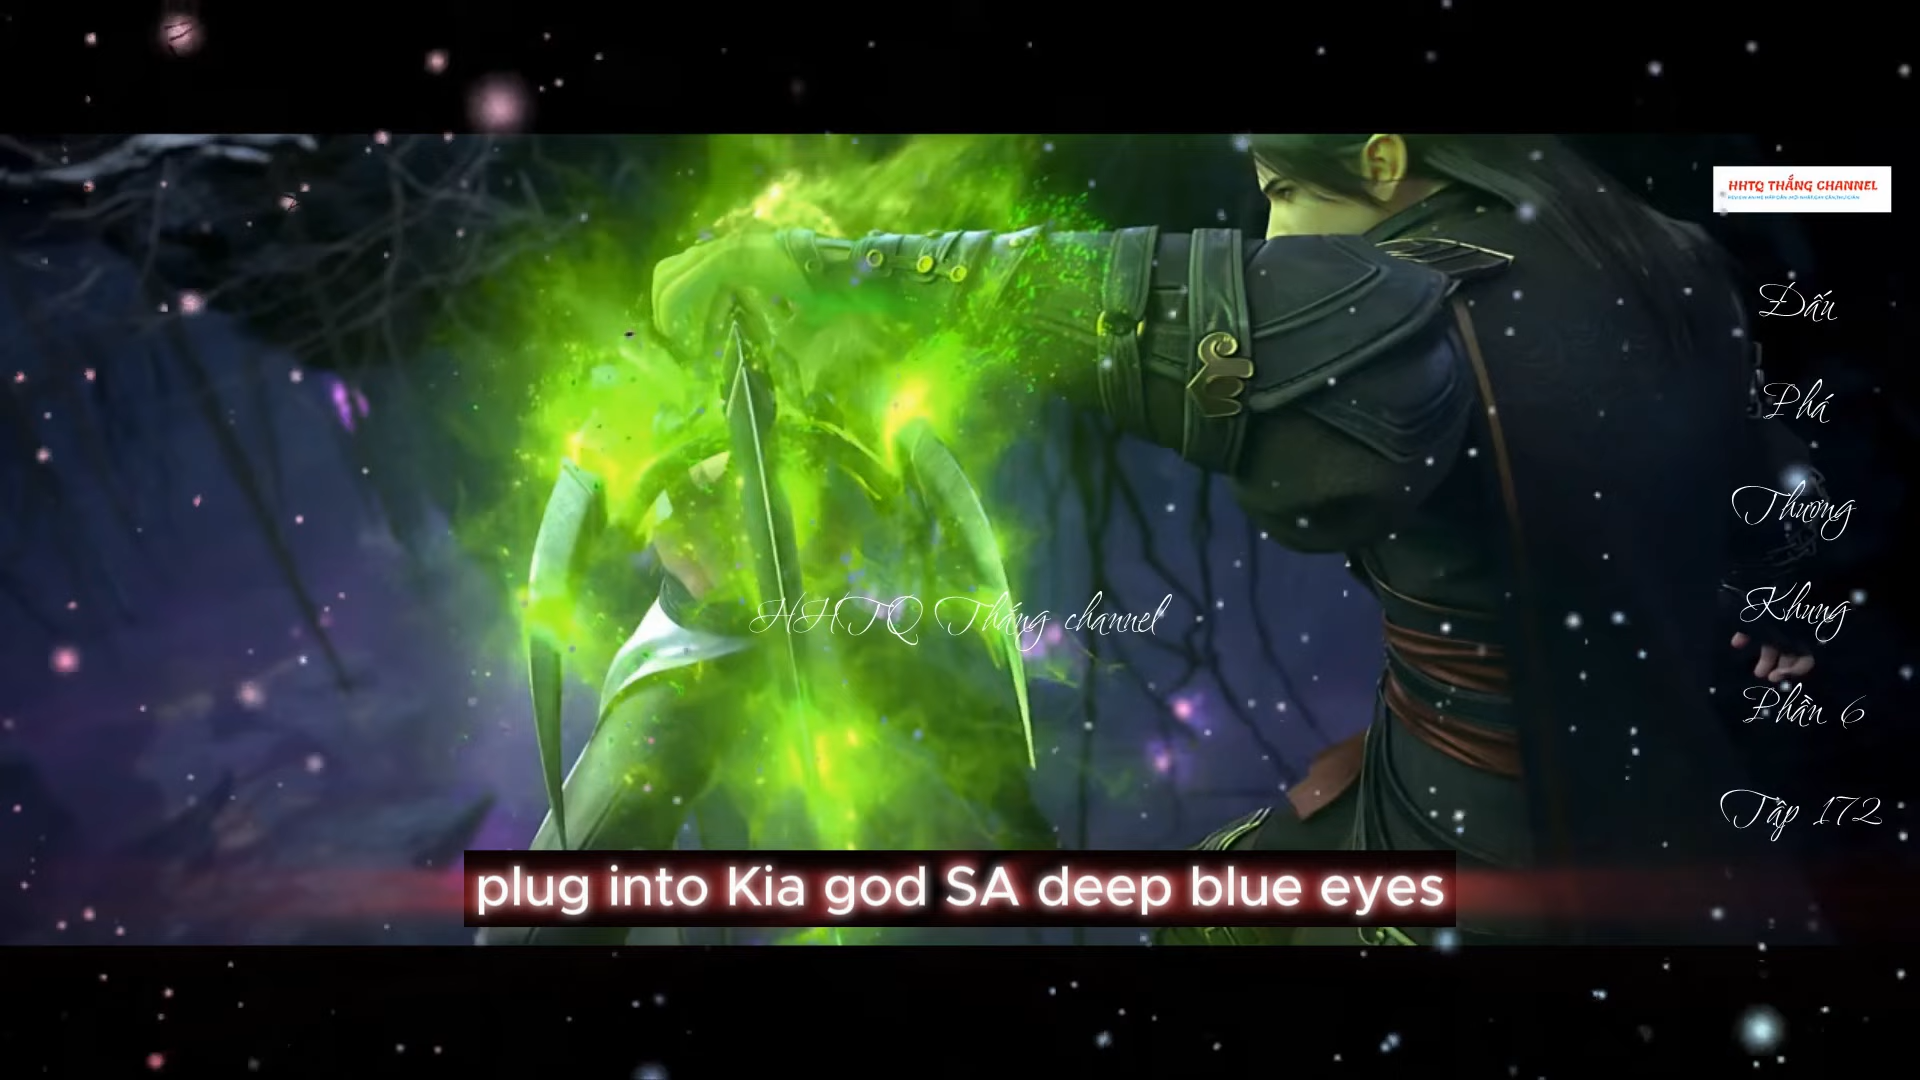 HHTQ THẮNG CHANNEL
Đấu
Phá
Thương
Khung
Phần 6
Tập 172
HHTQ Thắng channel
plug into Kia god SA deep blue eyes